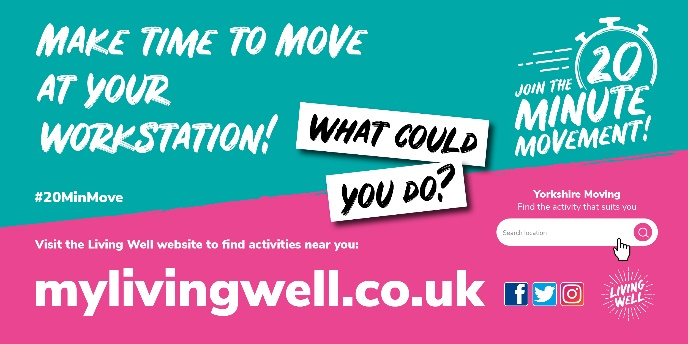 MAKE TIME TO MOVE
AT YOUR
WORKSTATION!
WHAT COULD
YOU DO?
JOIN THE 20
MINUTE
MOVEMENT!
#20MinMove
Yorkshire Moving
Find the activity that suits you
Search location
Visit the Living Well website to find activities near you:
mylivingwell.co.uk
LIVING
WELL